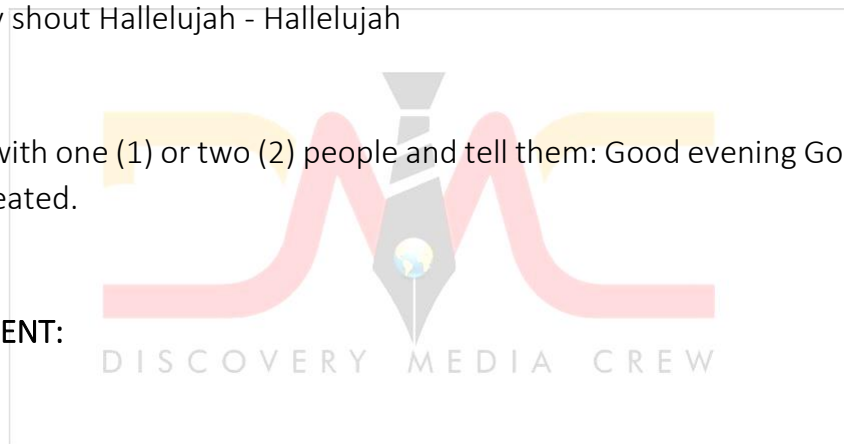 shout Hallelujah - Hallelujah
with one (1) or two (2) people and tell them: Good evening Go
eated.
ENT:
DISCOVERY MEDIA CREW